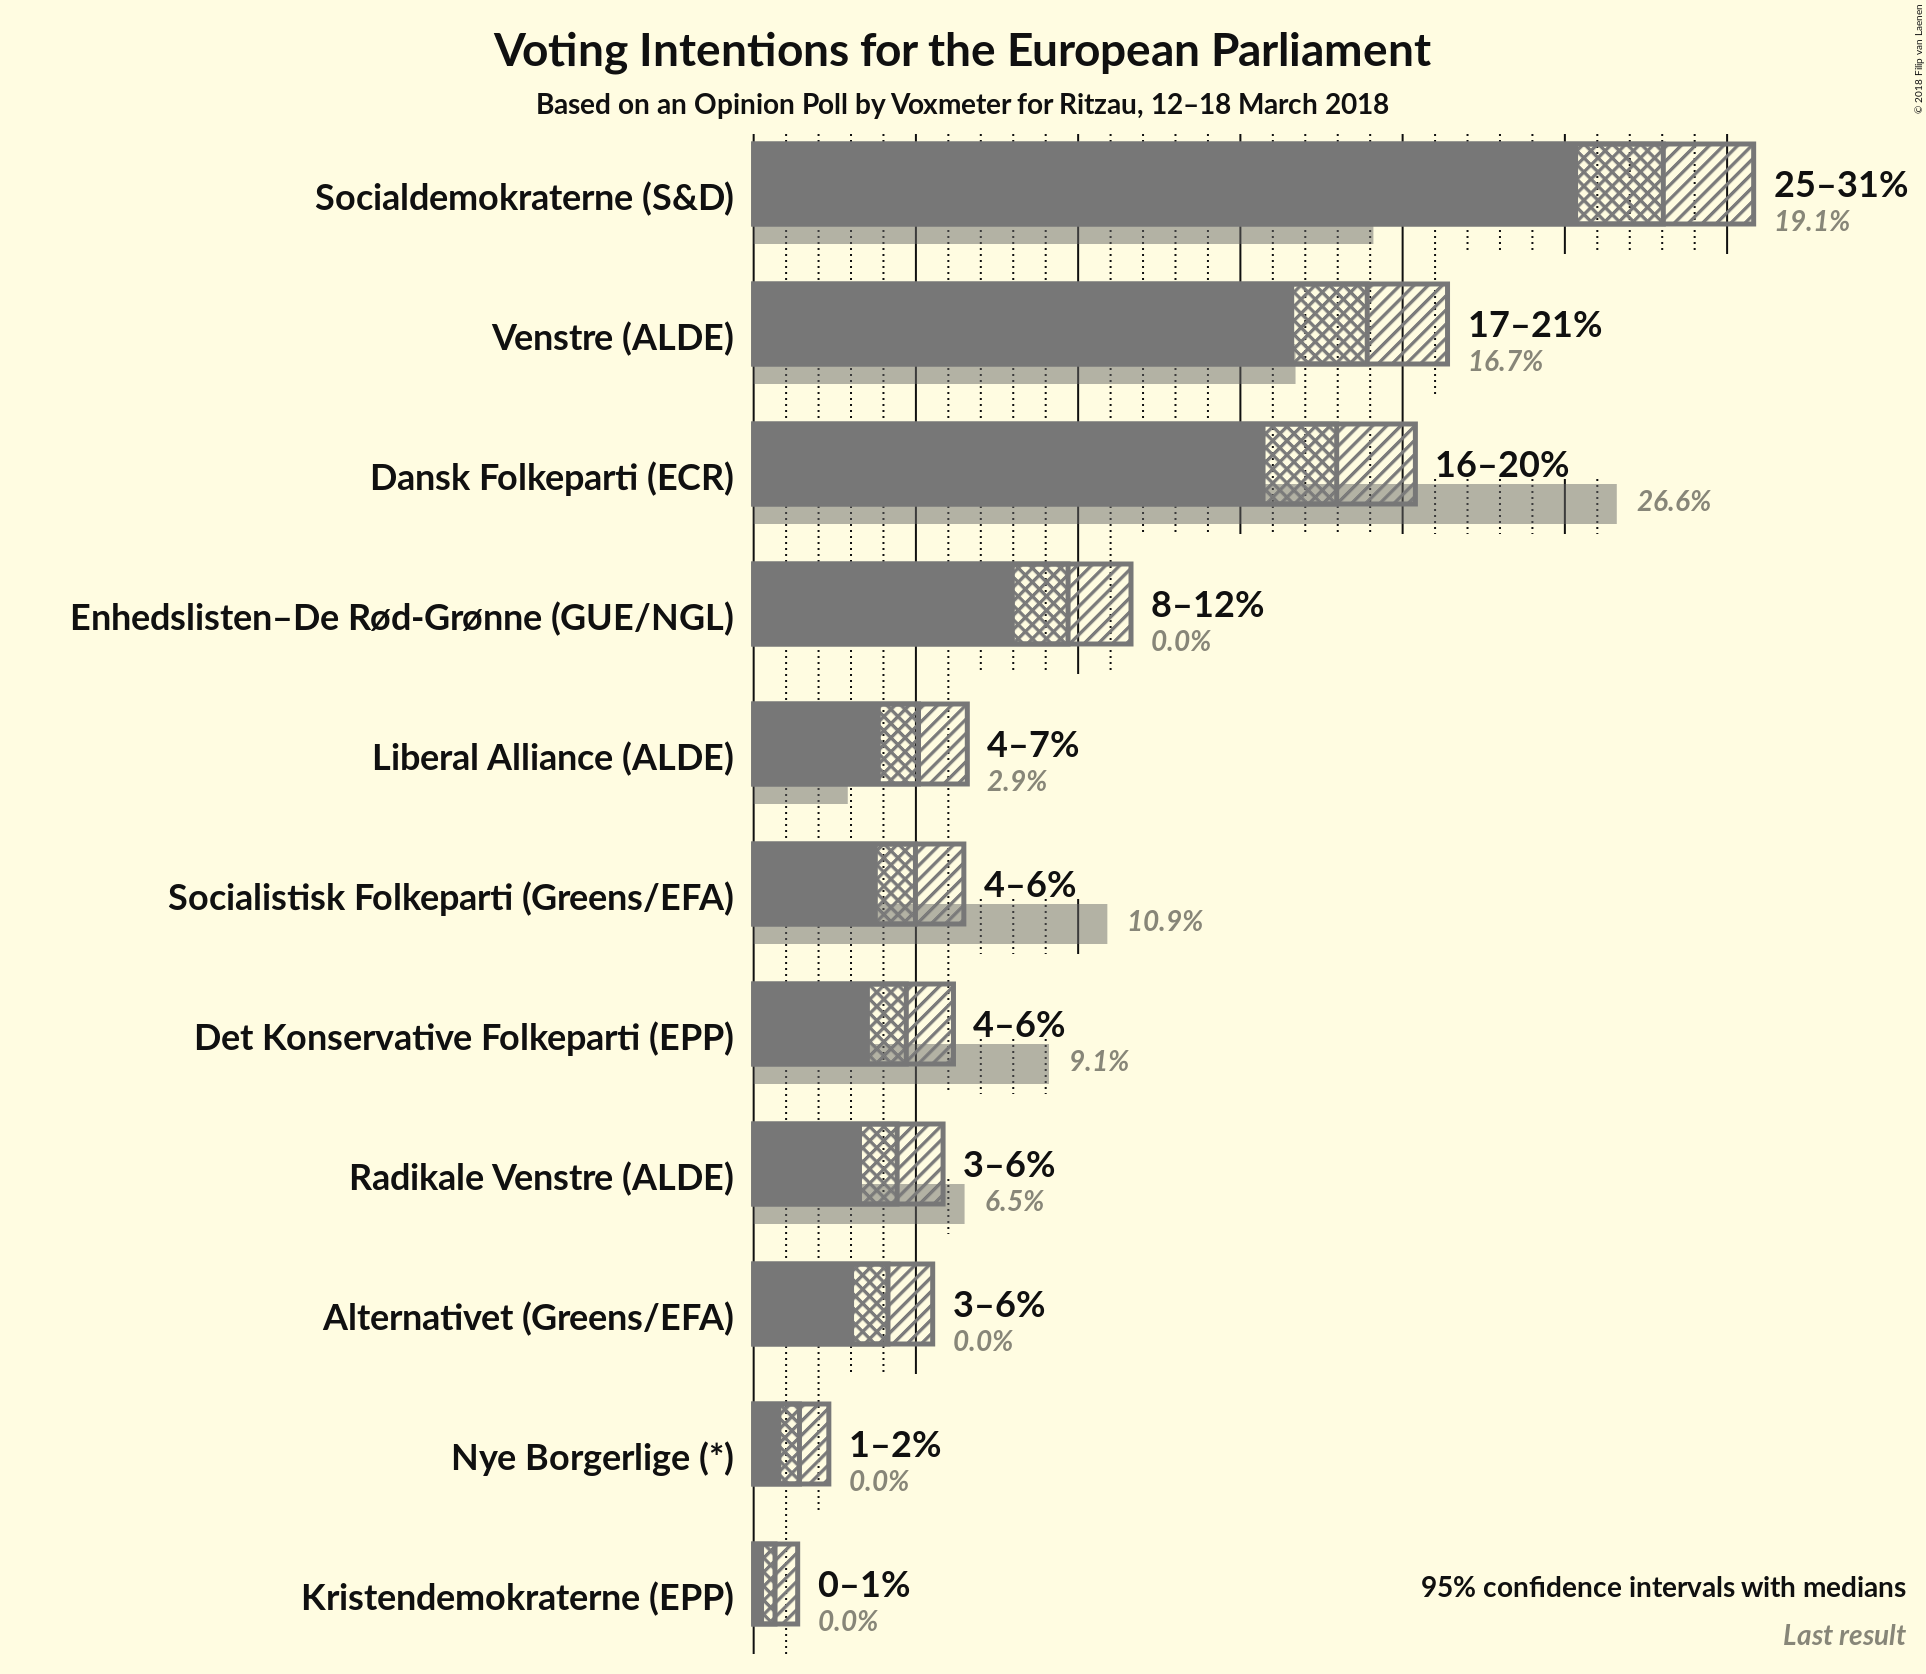 Voting Intentions for the European Parliament
Based on an Opinion Poll by Voxmeter for Ritzau, 12–18 March 2018
© 2018 Filip van Laenen
Socialdemokraterne (S&D)
25–31%
19.1%
Venstre (ALDE)
17–21%
16.7%
Dansk Folkeparti (ECR)
16–20%
26.6%
Enhedslisten–De Rød-Grønne (GUE/NGL)
8–12%
0.0%
Liberal Alliance (ALDE)
4–7%
2.9%
Socialistisk Folkeparti (Greens/EFA)
4–6%
10.9%
Det Konservative Folkeparti (EPP)
4–6%
9.1%
Radikale Venstre (ALDE)
3–6%
6.5%
Alternativet (Greens/EFA)
3–6%
0.0%
Nye Borgerlige (*)
1–2%
0.0%
Kristendemokraterne (EPP)
0–1%
0.0%
95% confidence intervals with medians
Last result